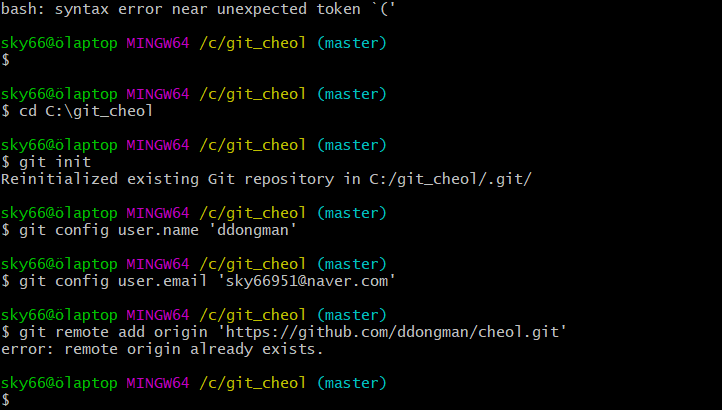 bash: syntax error near unexpected token `('
sky66@ölaptop MINGW64 /c/git_cheol (master)
$
sky66@ölaptop MINGW64 /c/git_cheol (master)
$ cd C:\git_cheol
sky66@ölaptop MINGW64 /c/git_cheol (master)
$ git init
Reinitialized existing Git repository in C:/git_cheol/.git/
sky66@ölaptop MINGW64 /c/git_cheol (master)
$ git config user.name 'ddongman'
sky66@ölaptop MINGW64 /c/git_cheol (master)
$ git config user.email 'sky66951@naver.com'
sky66@ölaptop MINGW64 /c/git_cheol (master)
$ git remote add origin 'https://github.com/ddongman/cheol.git'
error: remote origin already exists.
sky66@ölaptop MINGW64 /c/git_cheol (master)
$